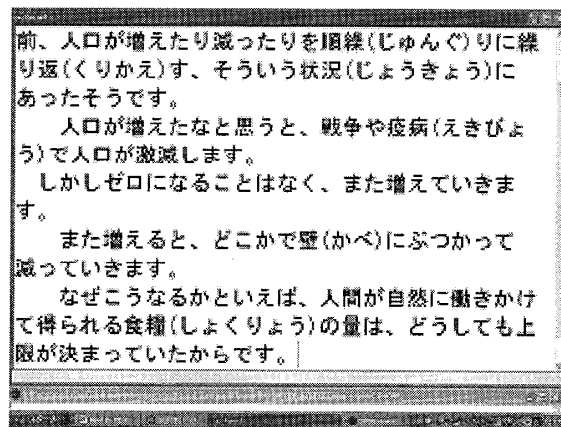 前、人口が増えたり減ったりを順繰(じゅんぐ)りに繰
り返(くりかえ)す、そういう状況(じょうきょう)に
あったそうです。
人口が増えたなと思うと、戦争や疫病(えきびょ
う)で人口が激減します。
しかしゼロになることはなく、また増えていきま
す。
また増えると、どこかで壁(かべ)にぶつかって
減っていきます。
なぜこうなるかといえば、人間が自然に働きかけ
て得られる食糧(しょくりょう)の量は、どうしても上
限が決まっていたからです。